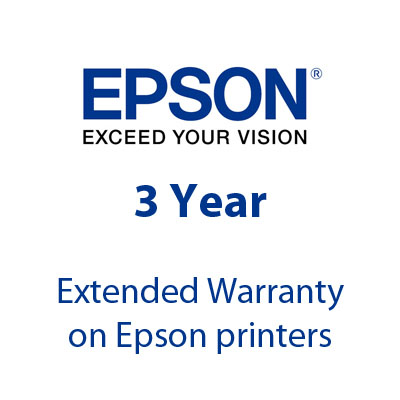 EPSON®
EXCEED YOUR VISION
3 Year
Extended Warranty
on Epson printers